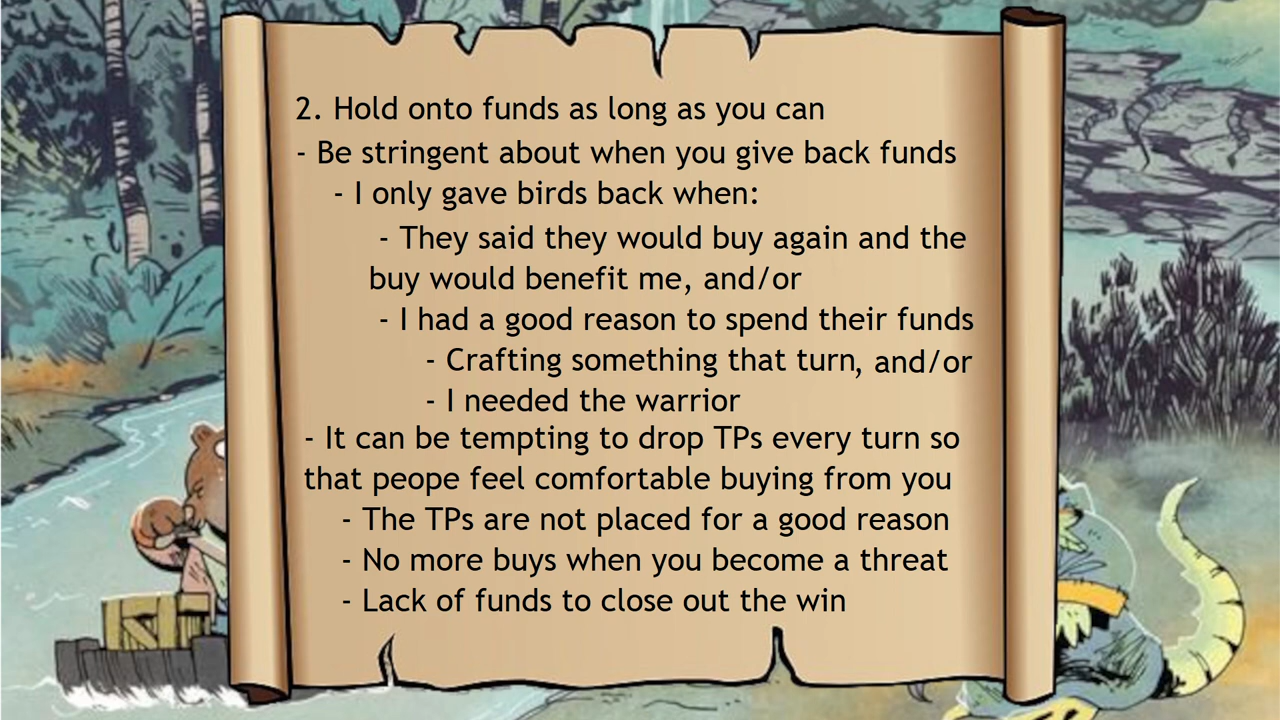 2. Hold onto funds as long as you can
- Be stringent about when you give back funds
- I only gave birds back when:
- They said they would buy again and the
buy would benefit me, and/or
- I had a good reason to spend their funds
- Crafting something that turn, and/or
- I needed the warrior
- It can be tempting to drop TPs every turn so
that peope feel comfortable buying from you
- The TPs are not placed for a good reason
- No more buys when you become a threat
- Lack of funds to close out the win